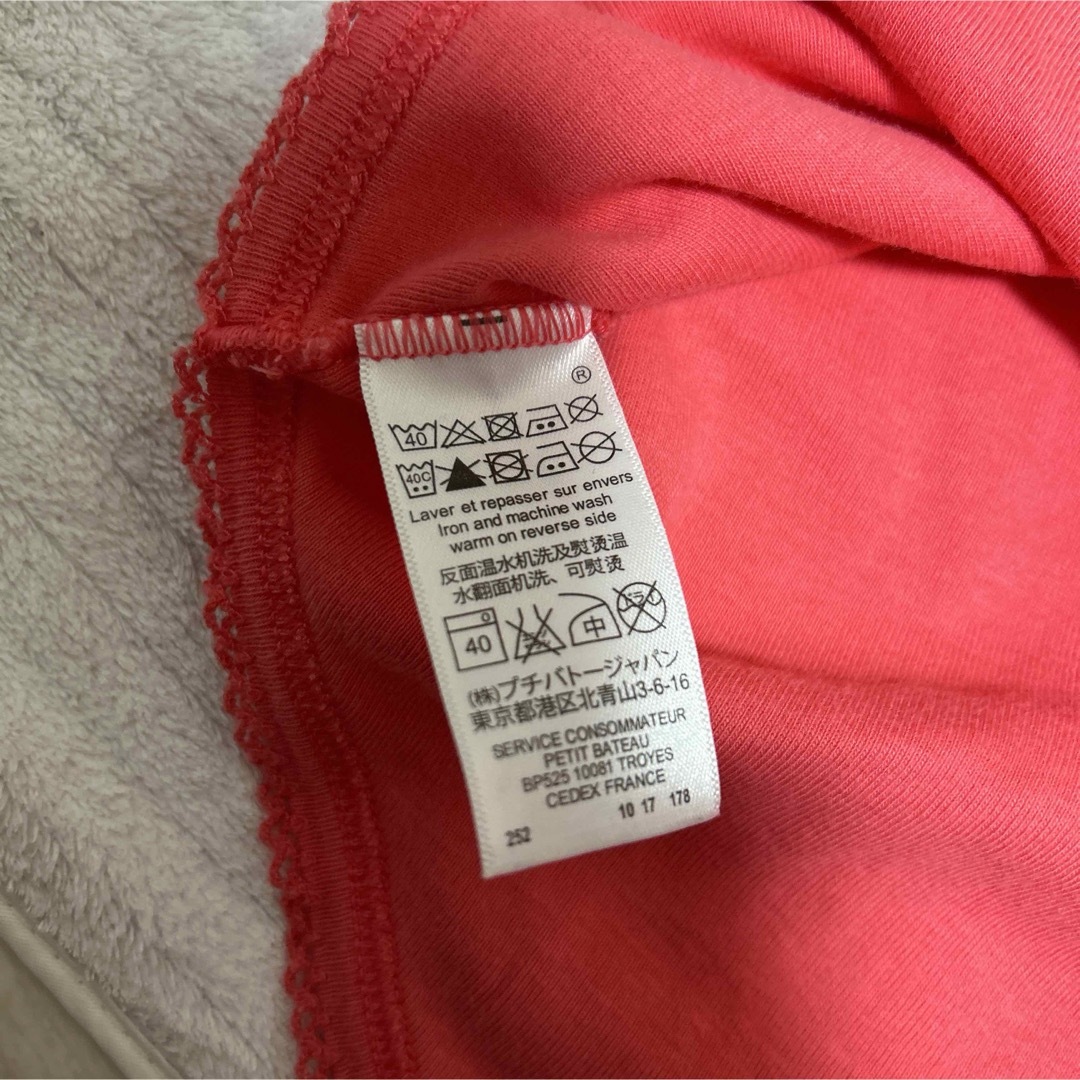 ®
40
40C
Laver et repasser sur envers
Iron and machine wash
warm on reverse side
反面温水机洗及熨烫温
水翻面机洗、可熨烫
40 中 ドライ
(株)プチバトージャパン
東京都港区北青山3-6-16
SERVICE CONSOMMATEUR
PETIT BATEAU
BP525 10081 TROYES
CEDEX FRANCE
252 10 17 178